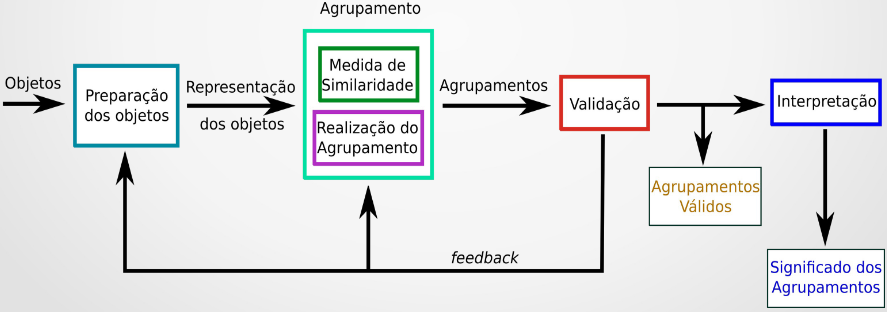 Agrupamento
Objetos
Preparação
dos objetos
Representação
dos objetos
Medida de
Similaridade
Realização do
Agrupamento
Agrupamentos
Validação
Interpretação
Agrupamentos
Válidos
feedback
Significado dos
Agrupamentos